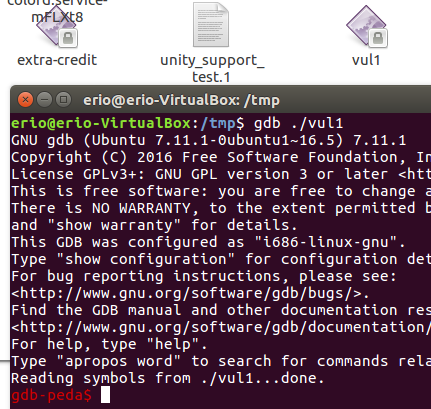 colord.service-
mFLXt8
extra-credit
unity_support_
test.1
vul1
erio@erio-VirtualBox: /tmp
erio@erio-VirtualBox:/tmp$ gdb ./vul1
GNU gdb (Ubuntu 7.11.1-0ubuntu1~16.5) 7.11.1
Copyright (C) 2016 Free Software Foundation, In
License GPLv3+: GNU GPL version 3 or later <htt
This is free software: you are free to change a
There is NO WARRANTY, to the extent permitted b
and "show warranty" for details.
This GDB was configured as "i686-linux-gnu".
Type "show configuration" for configuration det
For bug reporting instructions, please see:
<http://www.gnu.org/software/gdb/bugs/>.
Find the GDB manual and other documentation res
<http://www.gnu.org/software/gdb/documentation/
For help, type "help".
Type "apropos word" to search for commands rela
Reading symbols from ./vul1...done.
gdb-peda$